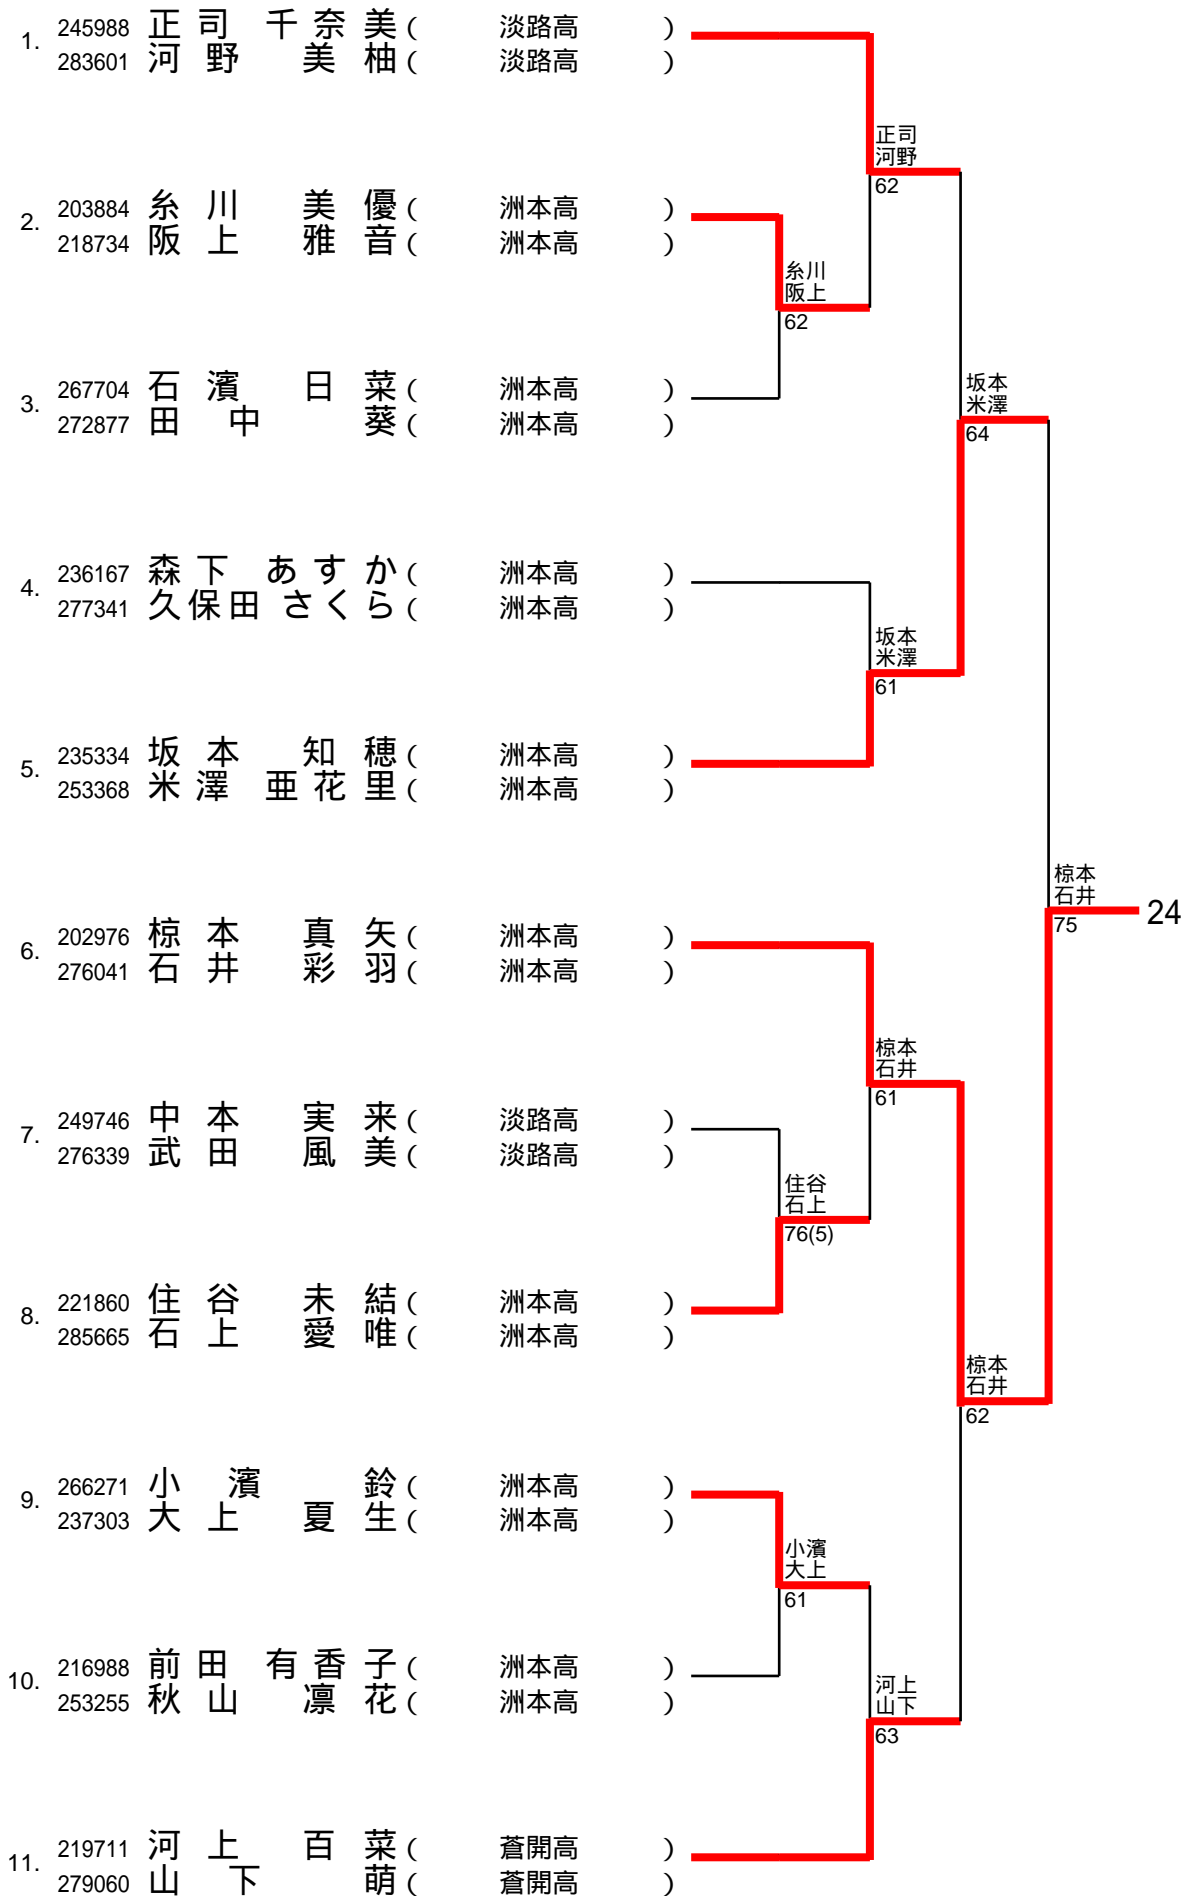 1. 245988 正司 千奈美 ( 淡路高 )
283601 河野 美柚 ( 淡路高 )
正司
河野
62
2. 203884 糸川 美優 ( 洲本高 )
218734 阪上 雅音 ( 洲本高 )
糸川
阪上
62
3. 267704 石濱 日菜 ( 洲本高 )
272877 田中 葵 ( 洲本高 )
坂本
米澤
64
4. 236167 森下 あすか ( 洲本高 )
277341 久保田 さくら ( 洲本高 )
坂本
米澤
61
5. 235334 坂本 知穂 ( 洲本高 )
253368 米澤 亜花里 ( 洲本高 )
椋本
石井
75
24
6. 202976 椋本 真矢 ( 洲本高 )
276041 石井 彩羽 ( 洲本高 )
椋本
石井
61
7. 249746 中本 実来 ( 淡路高 )
276339 武田 風美 ( 淡路高 )
住谷
石上
76(5)
8. 221860 住谷 未結 ( 洲本高 )
285665 石上 愛唯 ( 洲本高 )
椋本
石井
62
9. 266271 小濱 鈴 ( 洲本高 )
237303 大上 夏生 ( 洲本高 )
小濱
大上
61
10. 216988 前田 有香子 ( 洲本高 )
253255 秋山 凛花 ( 洲本高 )
河上
山下
63
11. 219711 河上 百菜 ( 蒼開高 )
279060 山下 萌 ( 蒼開高 )